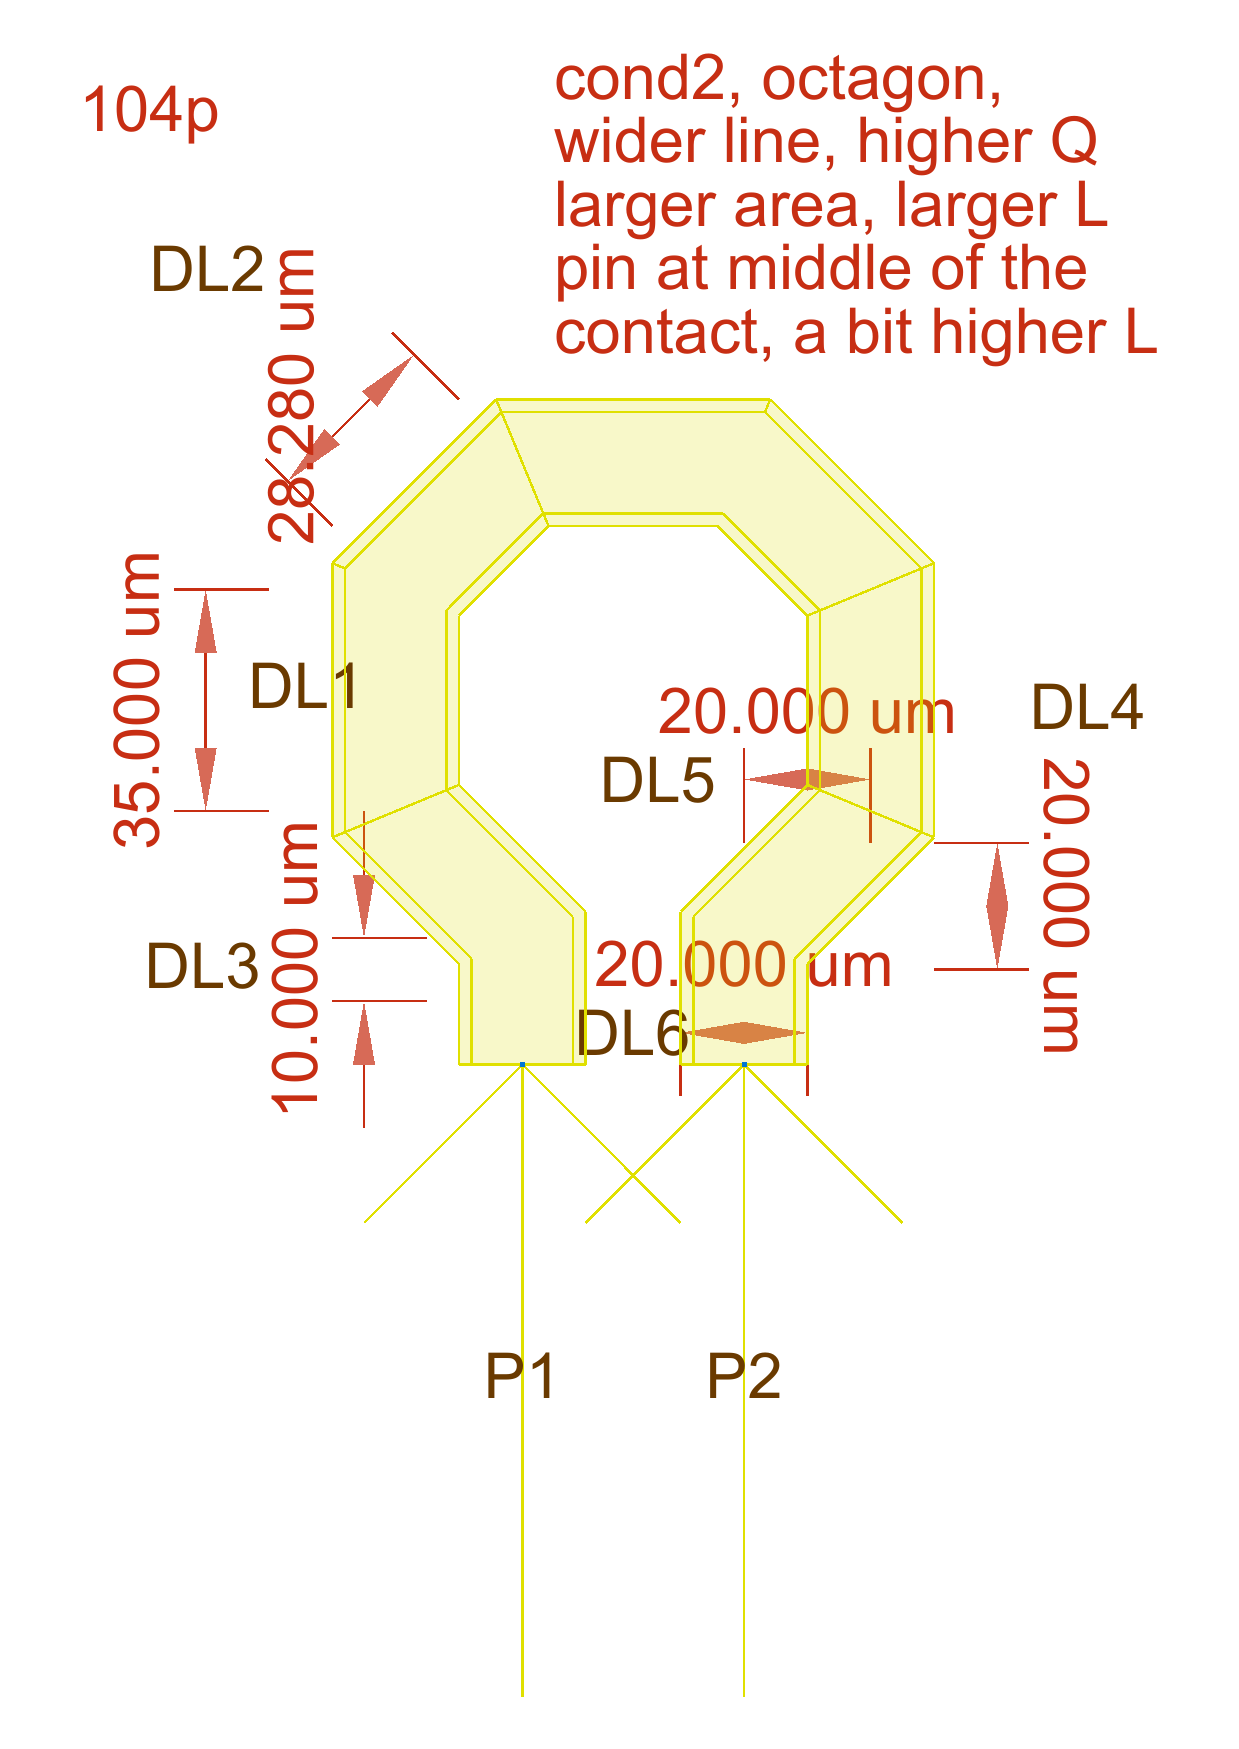 104p
cond2, octagon,
wider line, higher Q
larger area, larger L
pin at middle of the
contact, a bit higher L
DL2
28.280 um
35.000 um
DL1
20.000 um
DL4
DL5
20.000 um
10.000 um
DL3
20.000 um
DL6
P1
P2